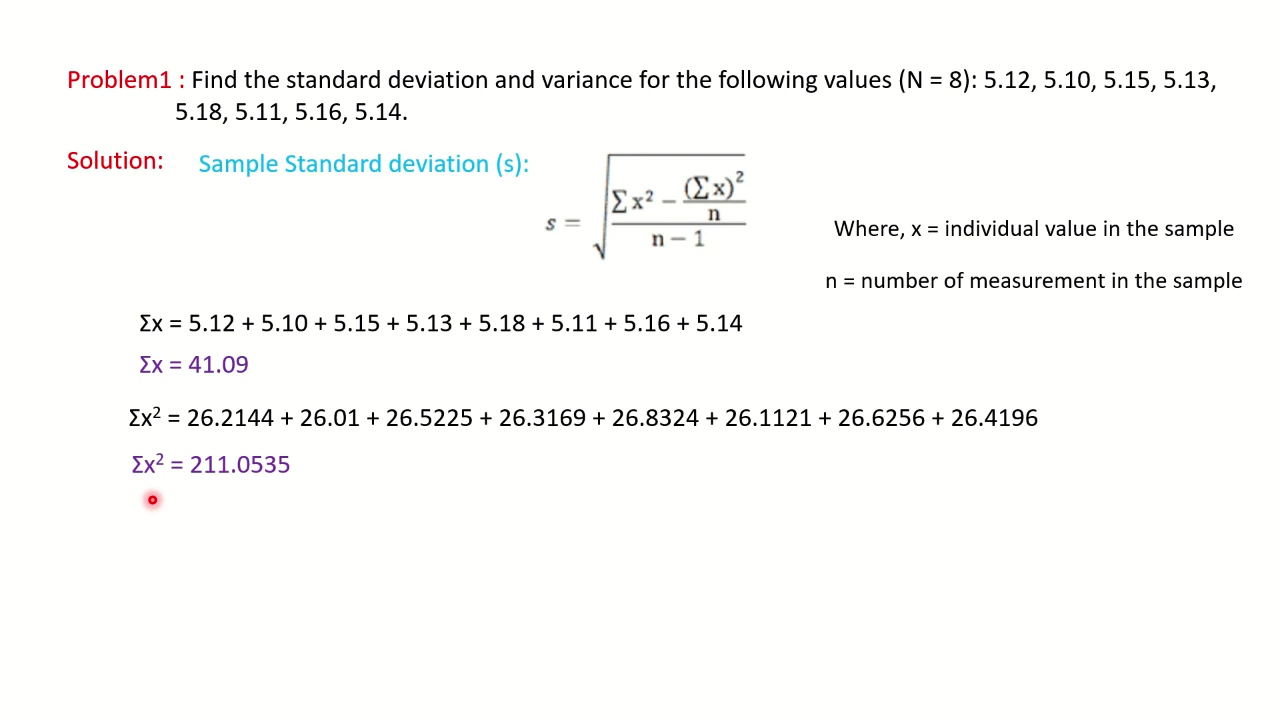 Problem1 : Find the standard deviation and variance for the following values (N = 8): 5.12, 5.10, 5.15, 5.13,
5.18, 5.11, 5.16, 5.14.
Solution: Sample Standard deviation (s):
s = √((∑x² − (∑x)²/n)/(n − 1))
Where, x = individual value in the sample
n = number of measurement in the sample
Σx = 5.12 + 5.10 + 5.15 + 5.13 + 5.18 + 5.11 + 5.16 + 5.14
Σx = 41.09
Σx² = 26.2144 + 26.01 + 26.5225 + 26.3169 + 26.8324 + 26.1121 + 26.6256 + 26.4196
Σx² = 211.0535